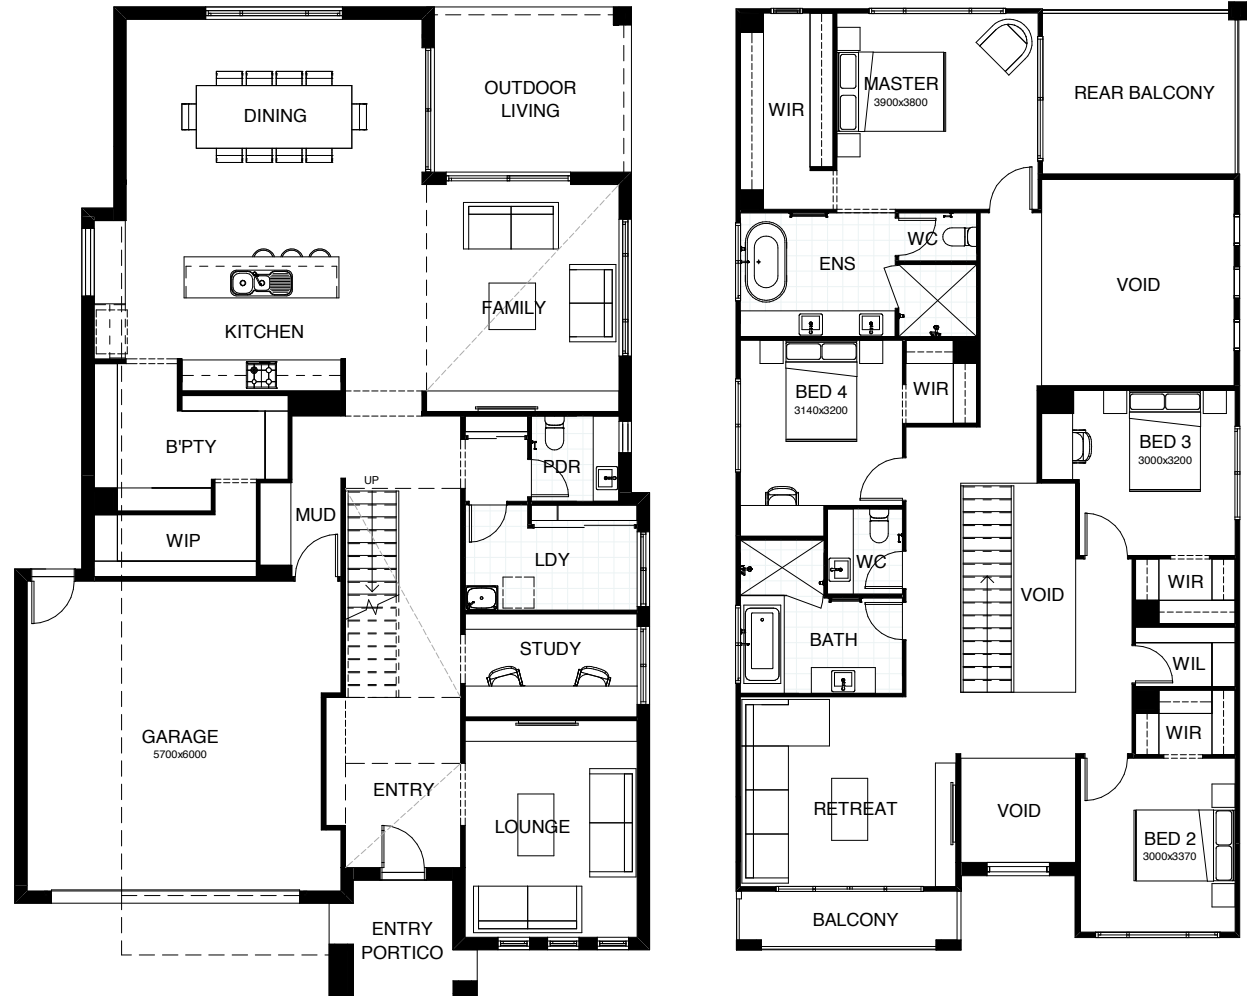 DINING
OUTDOOR
LIVING
FAMILY
KITCHEN
B'PTY
PDR
UP
MUD
WIP
LDY
STUDY
GARAGE
5700x6000
ENTRY
LOUNGE
ENTRY
PORTICO
MASTER
3900x3800
WIR
REAR BALCONY
WC
ENS
VOID
BED 4
3140x3200
WIR
BED 3
3000x3200
WC
WIR
VOID
BATH
WIL
WIR
RETREAT
VOID
BED 2
3000x3370
BALCONY